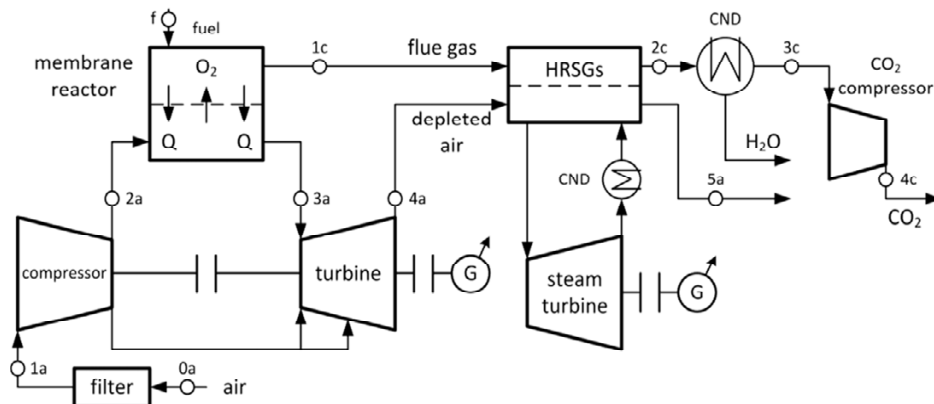 f
fuel
1c
flue gas
2c
CND
3c
membrane
reactor
O2
HRSGs
CO2
compressor
Q
Q
depleted
air
H2O
CND
2a
3a
4a
5a
4c
CO2
compressor
turbine
G
steam
turbine
G
1a
filter
0a
air